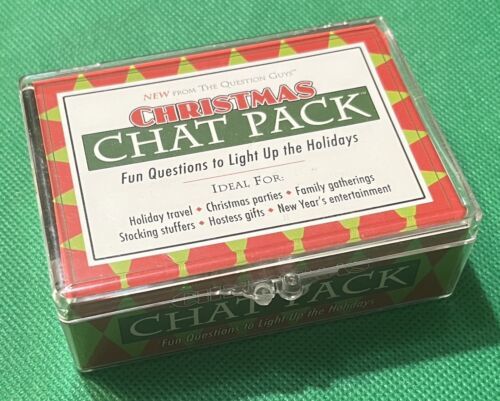 NEW FROM THE QUESTION GUYS™
CHRISTMAS
CHAT PACK
Fun Questions to Light Up the Holidays
IDEAL FOR:
Holiday travel • Christmas parties • Family gatherings
Stocking stuffers • Hostess gifts • New Year's entertainment
CHRISTMAS
CHAT PACK
Fun Questions to Light Up the Holidays